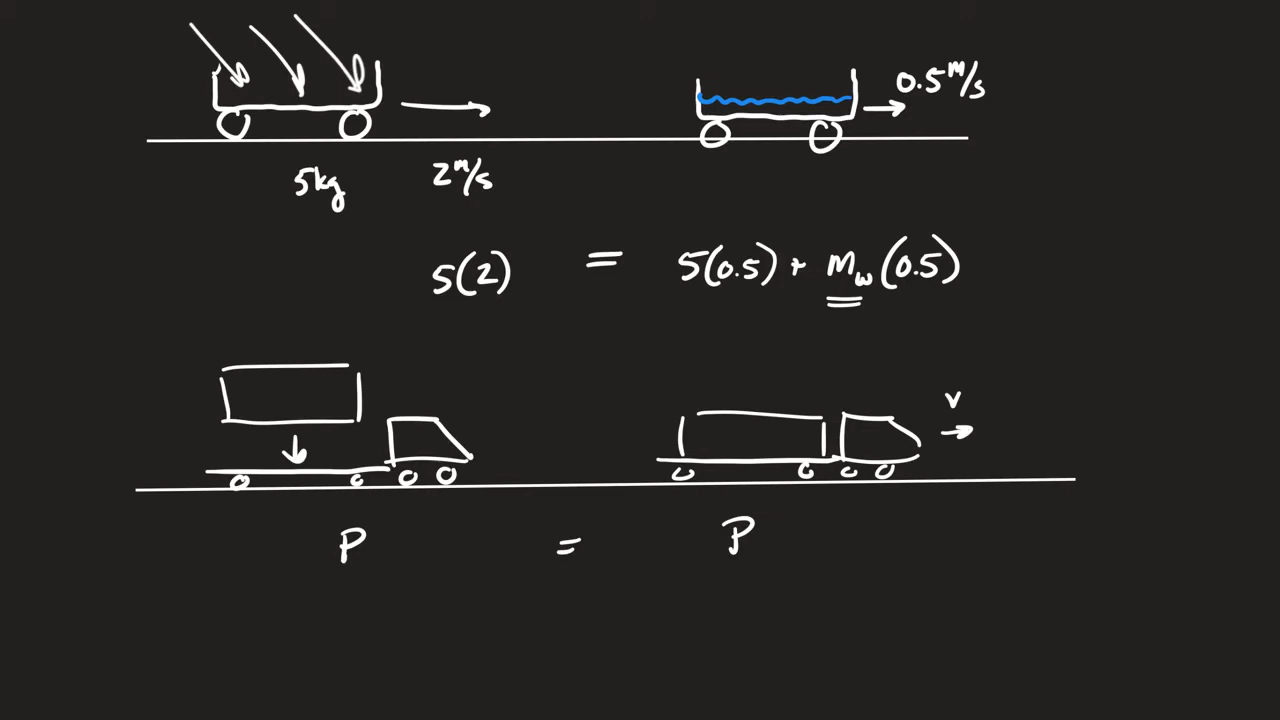 0.5 m/s
5kg 2 m/s
5(2) = 5(0.5) + m_w(0.5)
v
P = P